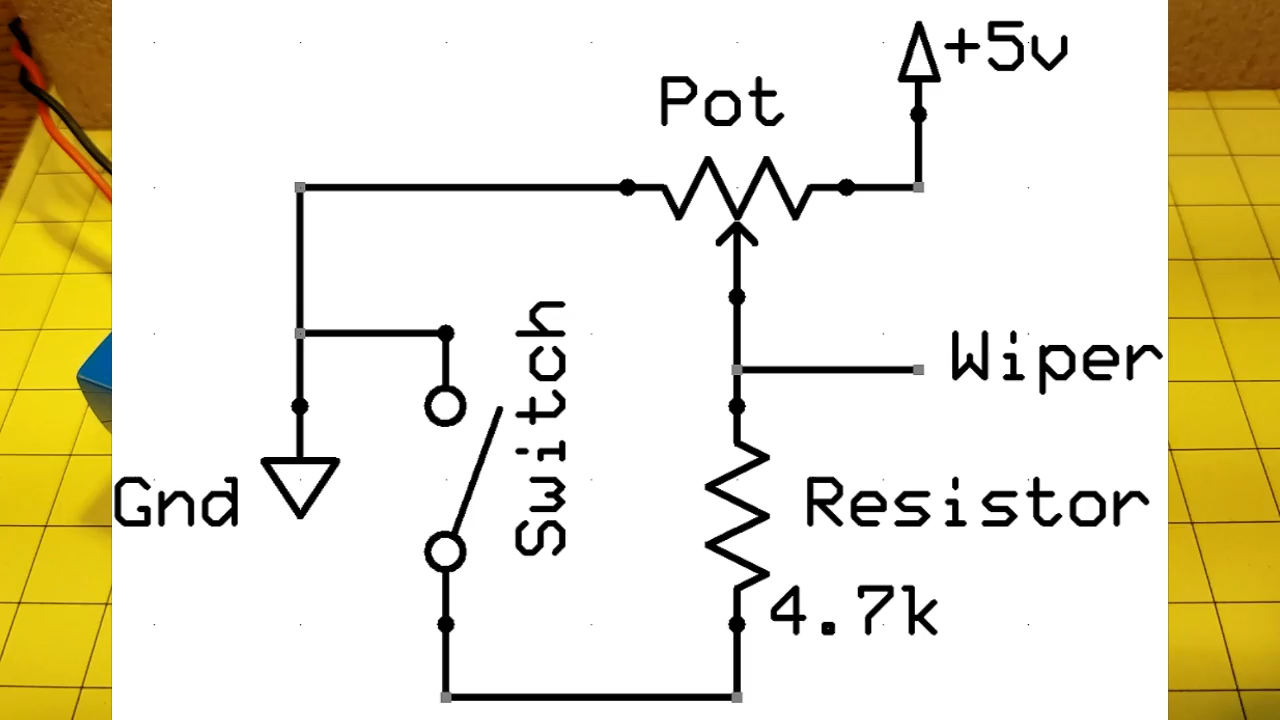 +5v
Pot
Switch
Wiper
Gnd
Resistor
4.7k